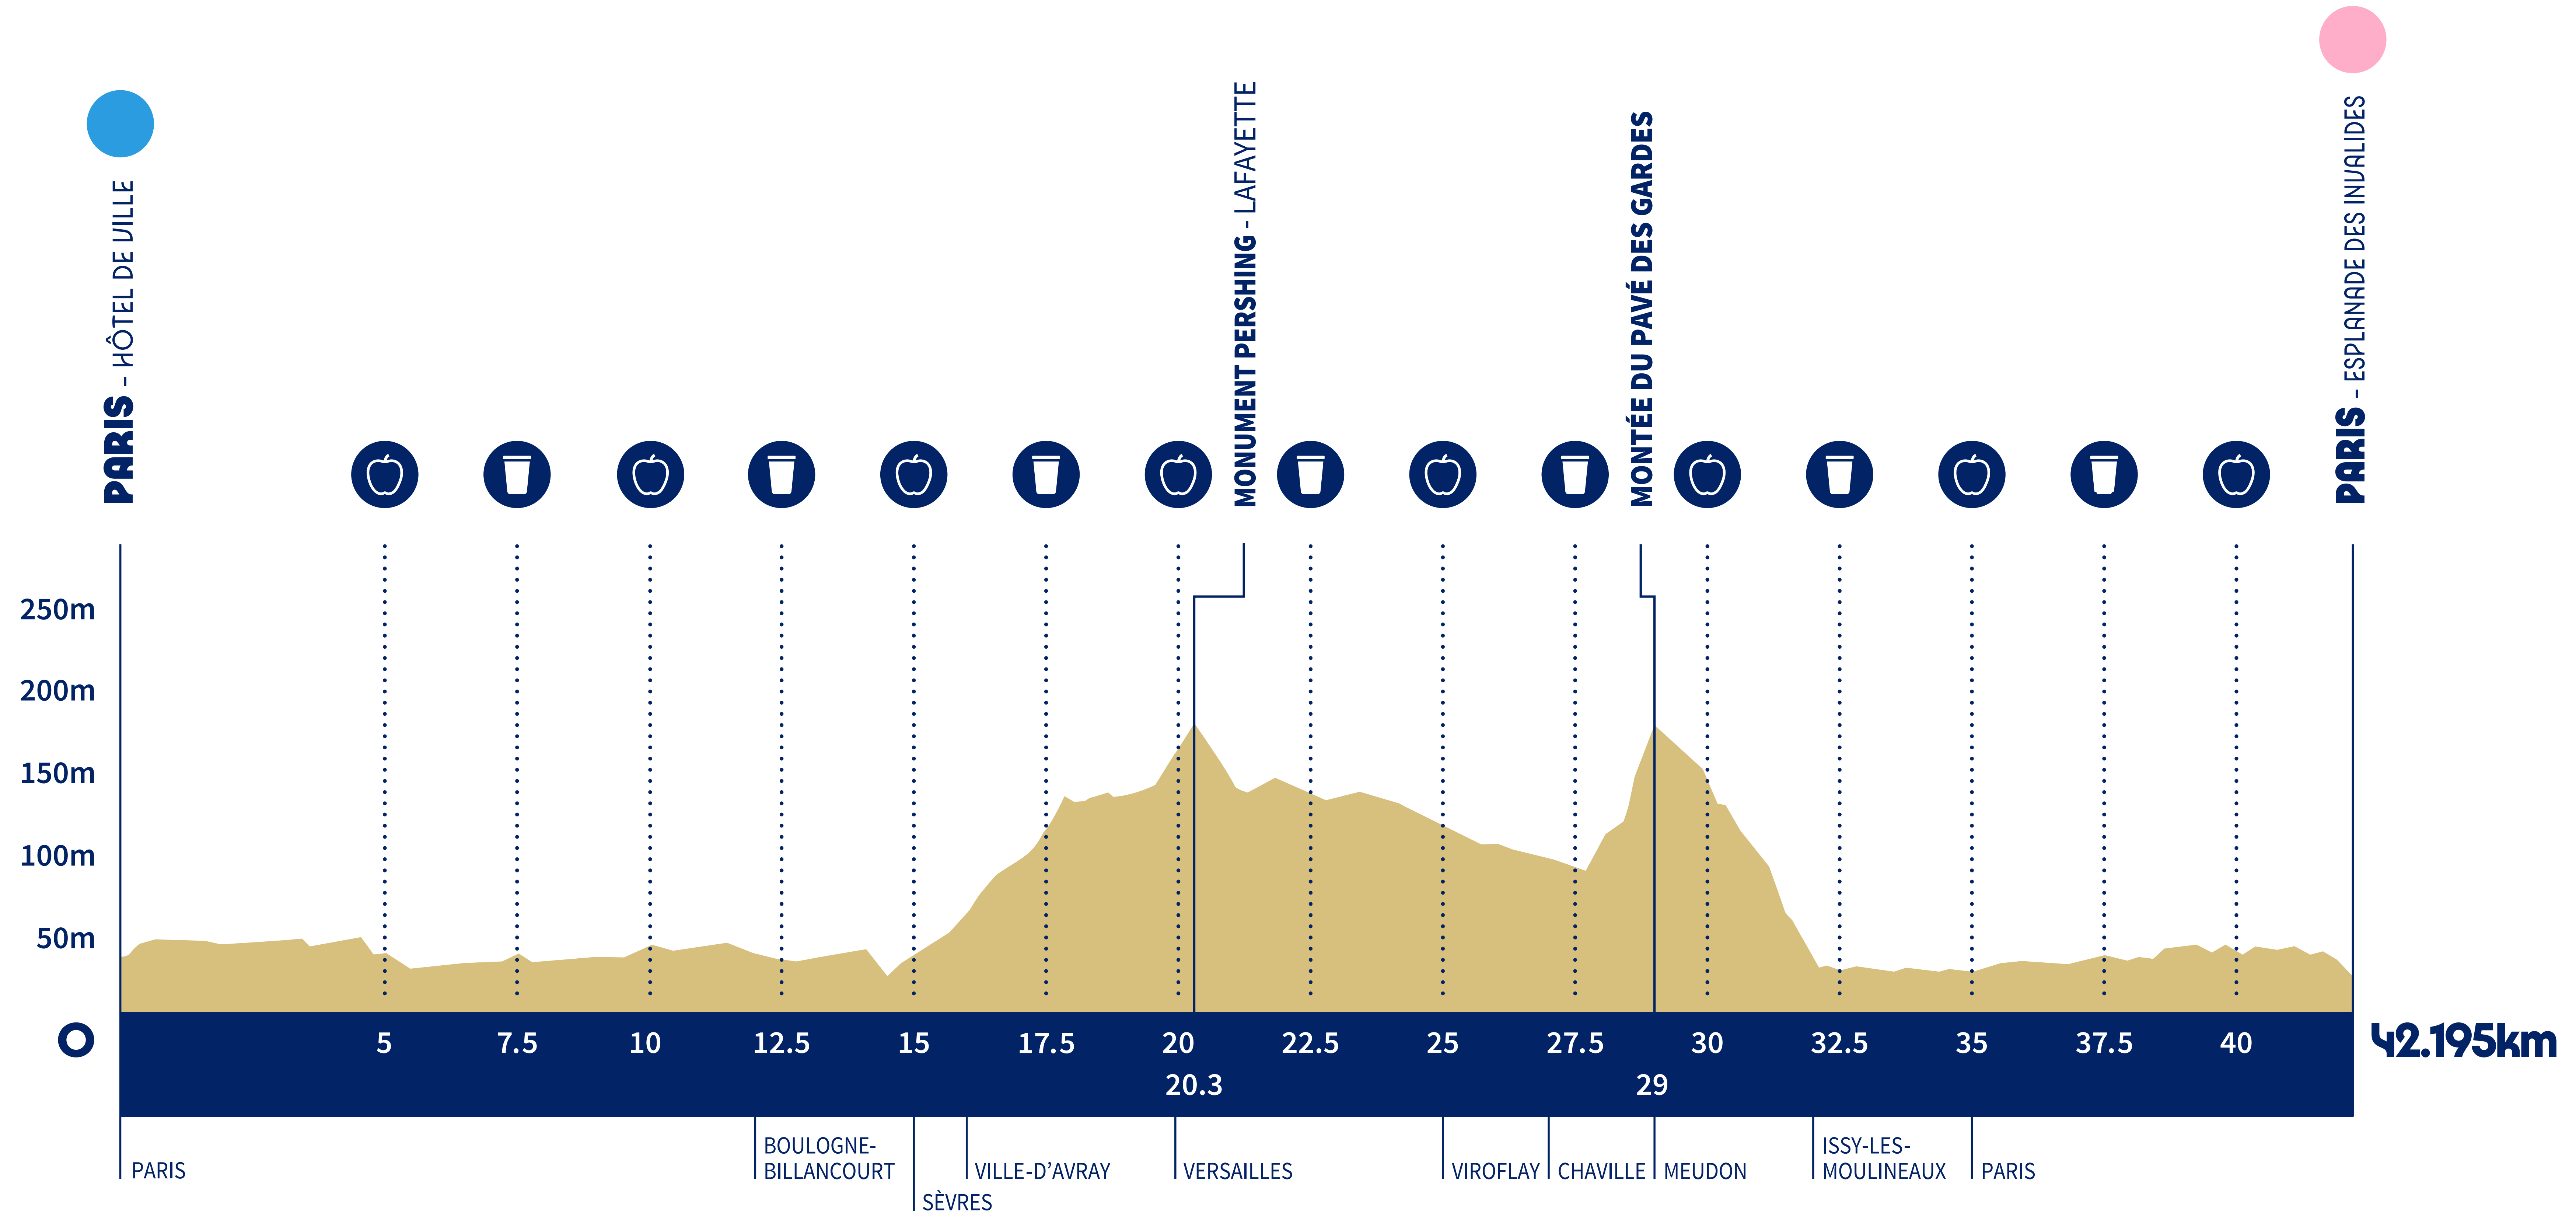 PARIS – HÔTEL DE VILLE
MONUMENT PERSHING - LAFAYETTE
MONTÉE DU PAVÉ DES GARDES
PARIS – ESPLANADE DES INVALIDES
250m
200m
150m
100m
50m
0
5
7.5
10
12.5
15
17.5
20
22.5
25
27.5
30
32.5
35
37.5
40
42.195km
20.3
29
PARIS
BOULOGNE-
BILLANCOURT
SÈVRES
VILLE-D’AVRAY
VERSAILLES
VIROFLAY
CHAVILLE
MEUDON
ISSY-LES-
MOULINEAUX
PARIS